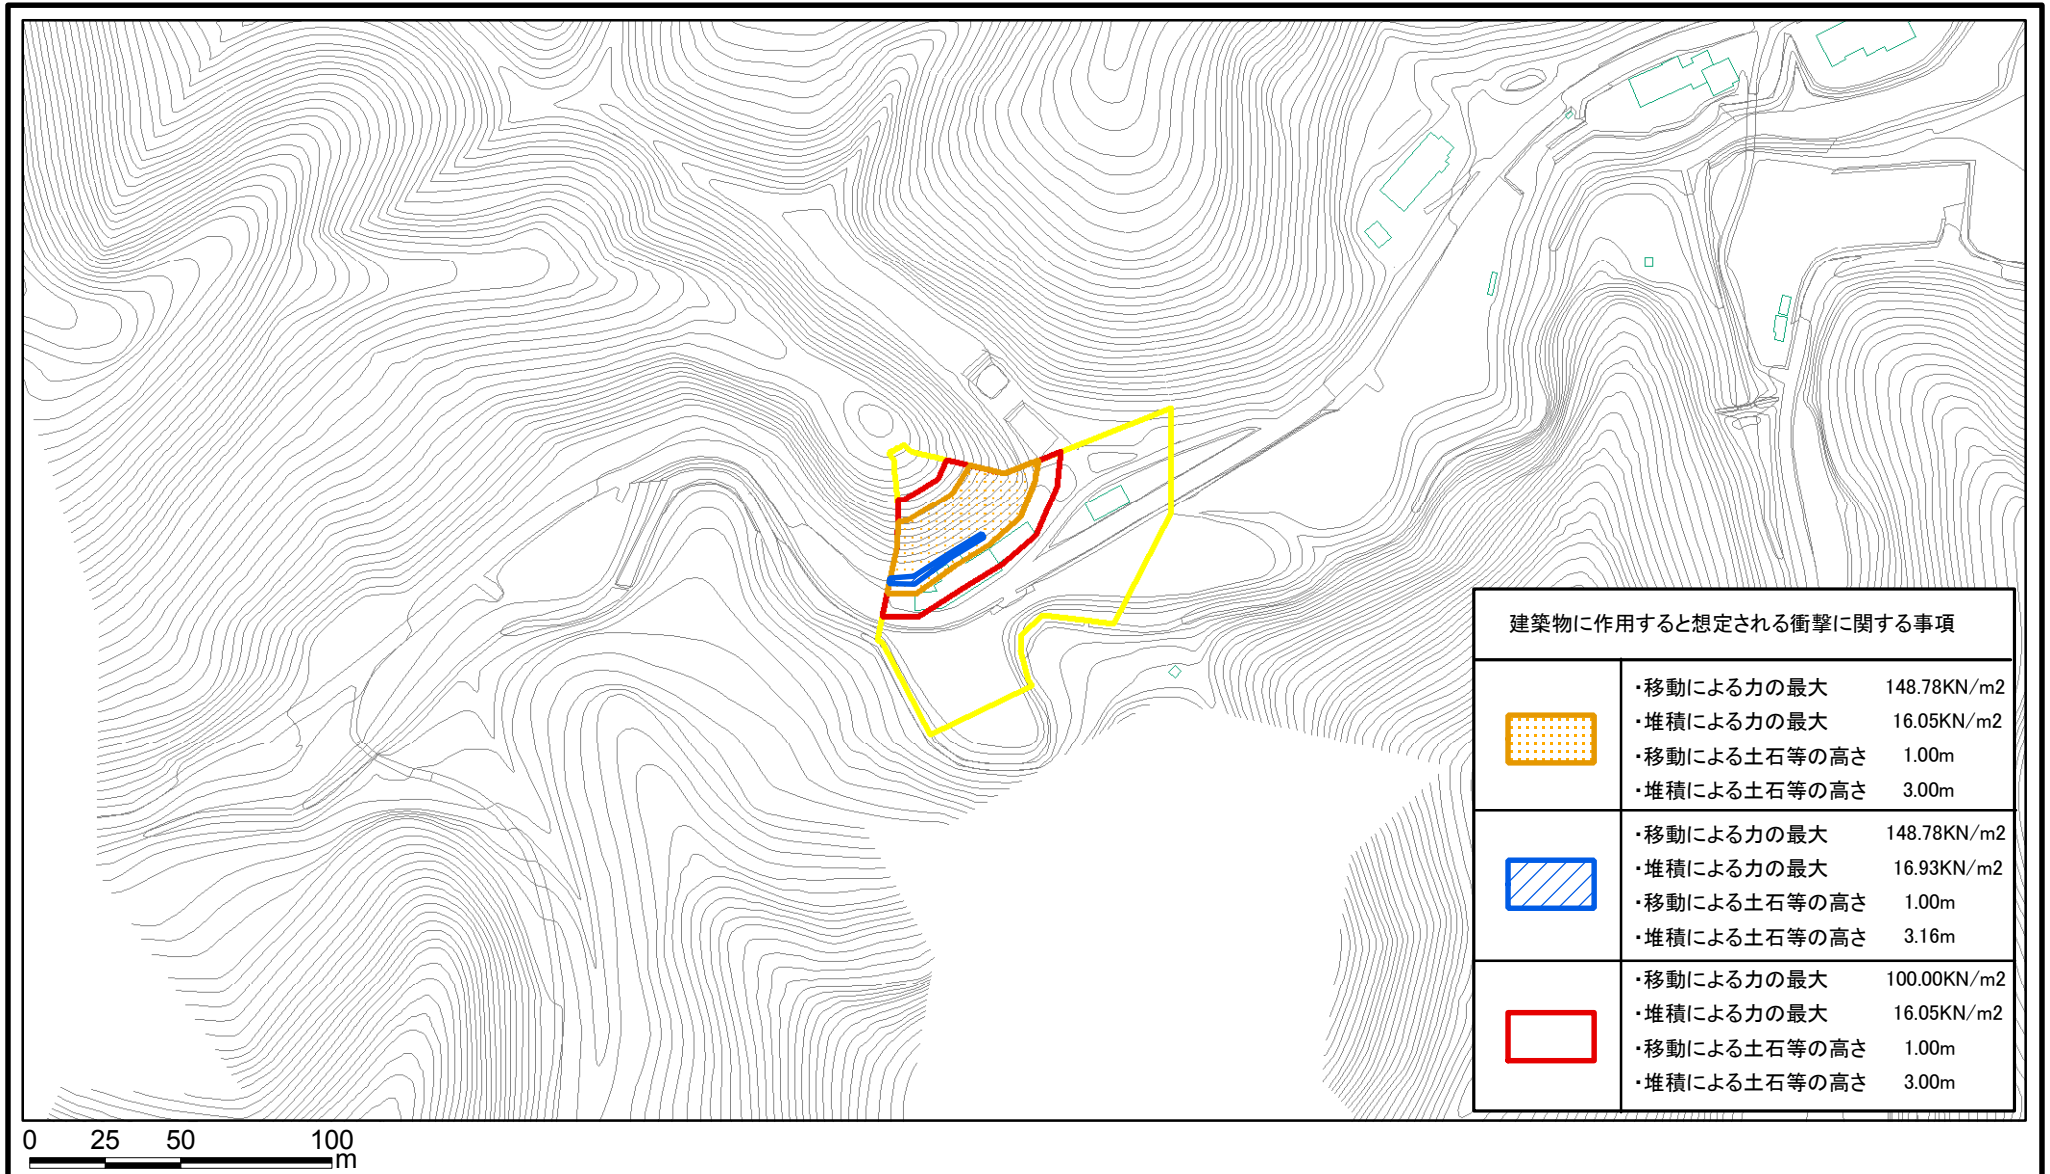 建築物に作用すると想定される衝撃に関する事項
・移動による力の最大 148.78KN/m2
・堆積による力の最大 16.05KN/m2
・移動による土石等の高さ 1.00m
・堆積による土石等の高さ 3.00m
・移動による力の最大 148.78KN/m2
・堆積による力の最大 16.93KN/m2
・移動による土石等の高さ 1.00m
・堆積による土石等の高さ 3.16m
・移動による力の最大 100.00KN/m2
・堆積による力の最大 16.05KN/m2
・移動による土石等の高さ 1.00m
・堆積による土石等の高さ 3.00m
0 25 50 100
m